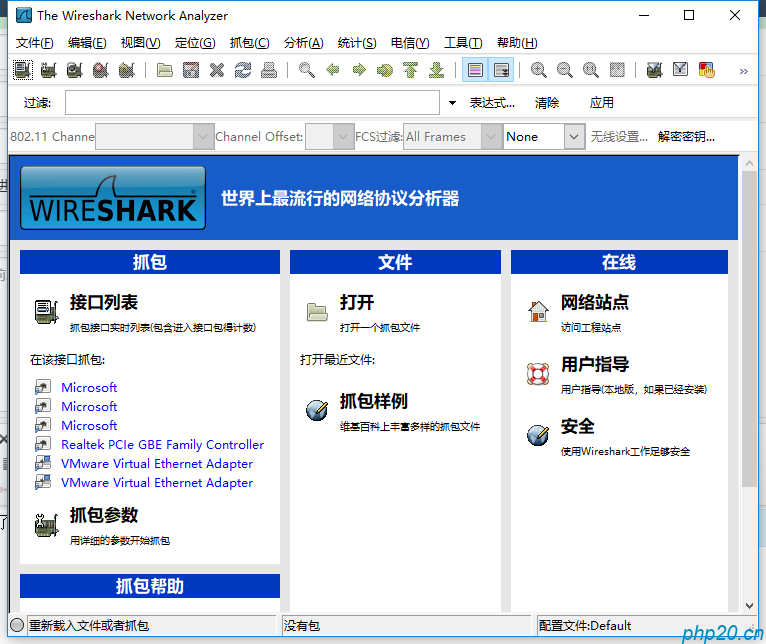 The Wireshark Network Analyzer
文件(F) 编辑(E) 视图(V) 定位(G) 抓包(C) 分析(A) 统计(S) 电信(Y) 工具(T) 帮助(H)
过滤: 表达式... 清除 应用
802.11 Channe Channel Offset: FCS过滤: All Frames None 无线设置... 解密密钥...
WIRESHARK
世界上最流行的网络协议分析器
抓包
接口列表
抓包接口实时列表(包含进入接口包得计数)
在该接口抓包:
Microsoft
Microsoft
Microsoft
Realtek PCIe GBE Family Controller
VMware Virtual Ethernet Adapter
VMware Virtual Ethernet Adapter
抓包参数
用详细的参数开始抓包
抓包帮助
文件
打开
打开一个抓包文件
打开最近文件:
抓包样例
维基百科上丰富多样的抓包文件
在线
网络站点
访问工程站点
用户指导
用户指导(本地版，如果已经安装)
安全
使用Wireshark工作足够安全
重新载入文件或者抓包 没有包 配置文件:Default
php20.cn